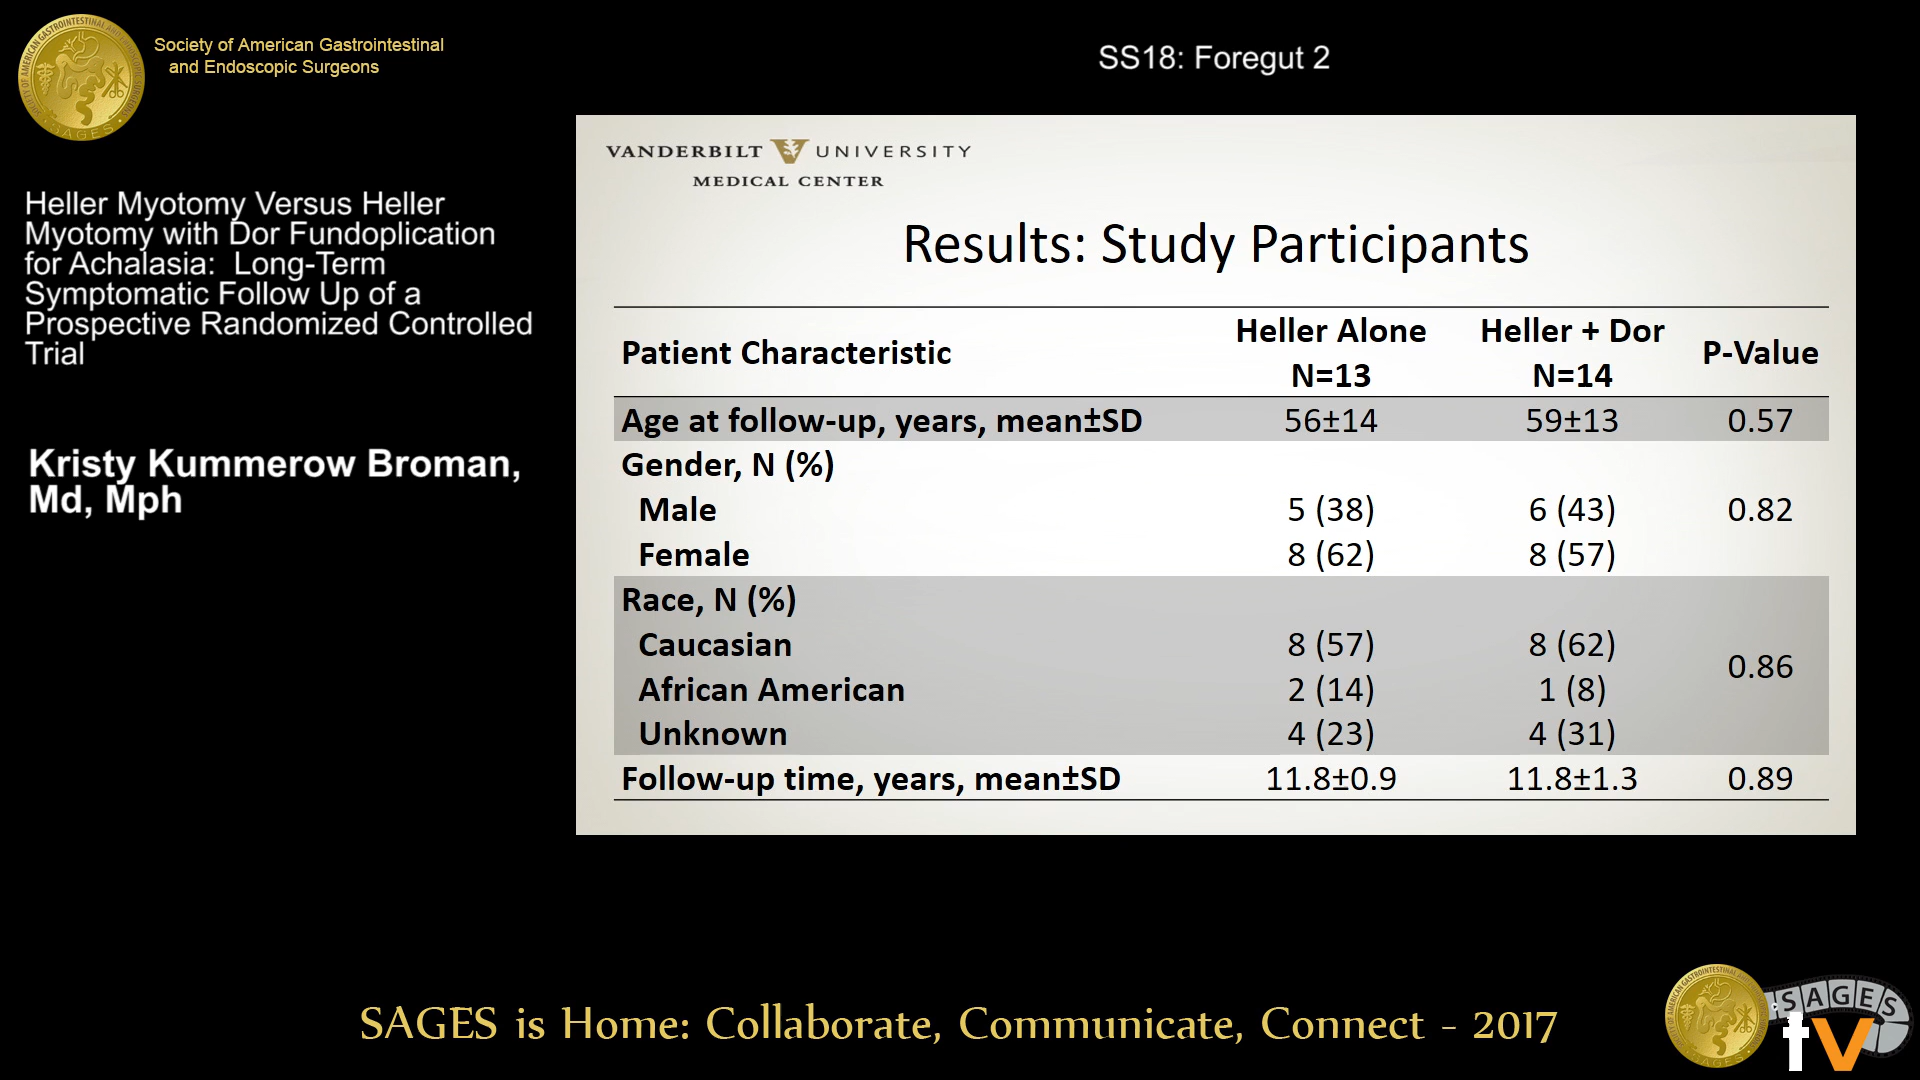 Society of American Gastrointestinal
and Endoscopic Surgeons
SAGES
SS18: Foregut 2
Heller Myotomy Versus Heller
Myotomy with Dor Fundoplication
for Achalasia:  Long-Term
Symptomatic Follow Up of a
Prospective Randomized Controlled
Trial
Kristy Kummerow Broman,
Md, Mph
VANDERBILT UNIVERSITY
MEDICAL CENTER
Results: Study Participants
Patient Characteristic Heller Alone N=13 Heller + Dor N=14 P-Value
Age at follow-up, years, mean±SD 56±14 59±13 0.57
Gender, N (%)
Male 5 (38) 6 (43) 0.82
Female 8 (62) 8 (57)
Race, N (%)
Caucasian 8 (57) 8 (62) 0.86
African American 2 (14) 1 (8)
Unknown 4 (23) 4 (31)
Follow-up time, years, mean±SD 11.8±0.9 11.8±1.3 0.89
SAGES is Home: Collaborate, Communicate, Connect - 2017
SAGES
tv